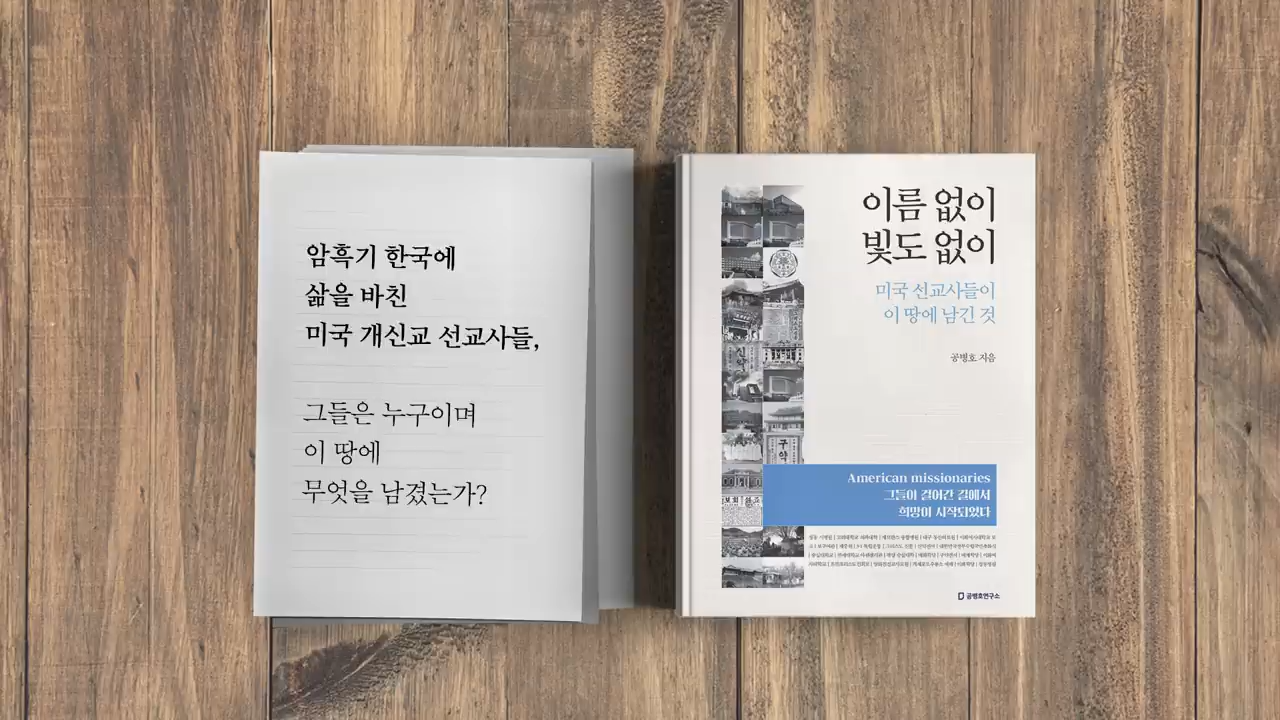 암흑기 한국에
삶을 바친
미국 개신교 선교사들,
그들은 누구이며
이 땅에
무엇을 남겼는가?
이름 없이
빛도 없이
미국 선교사들이
이 땅에 남긴 것
공병호 지음
구약
American missionaries
그들이 걸어간 길에서
희망이 시작되었다
공병호연구소